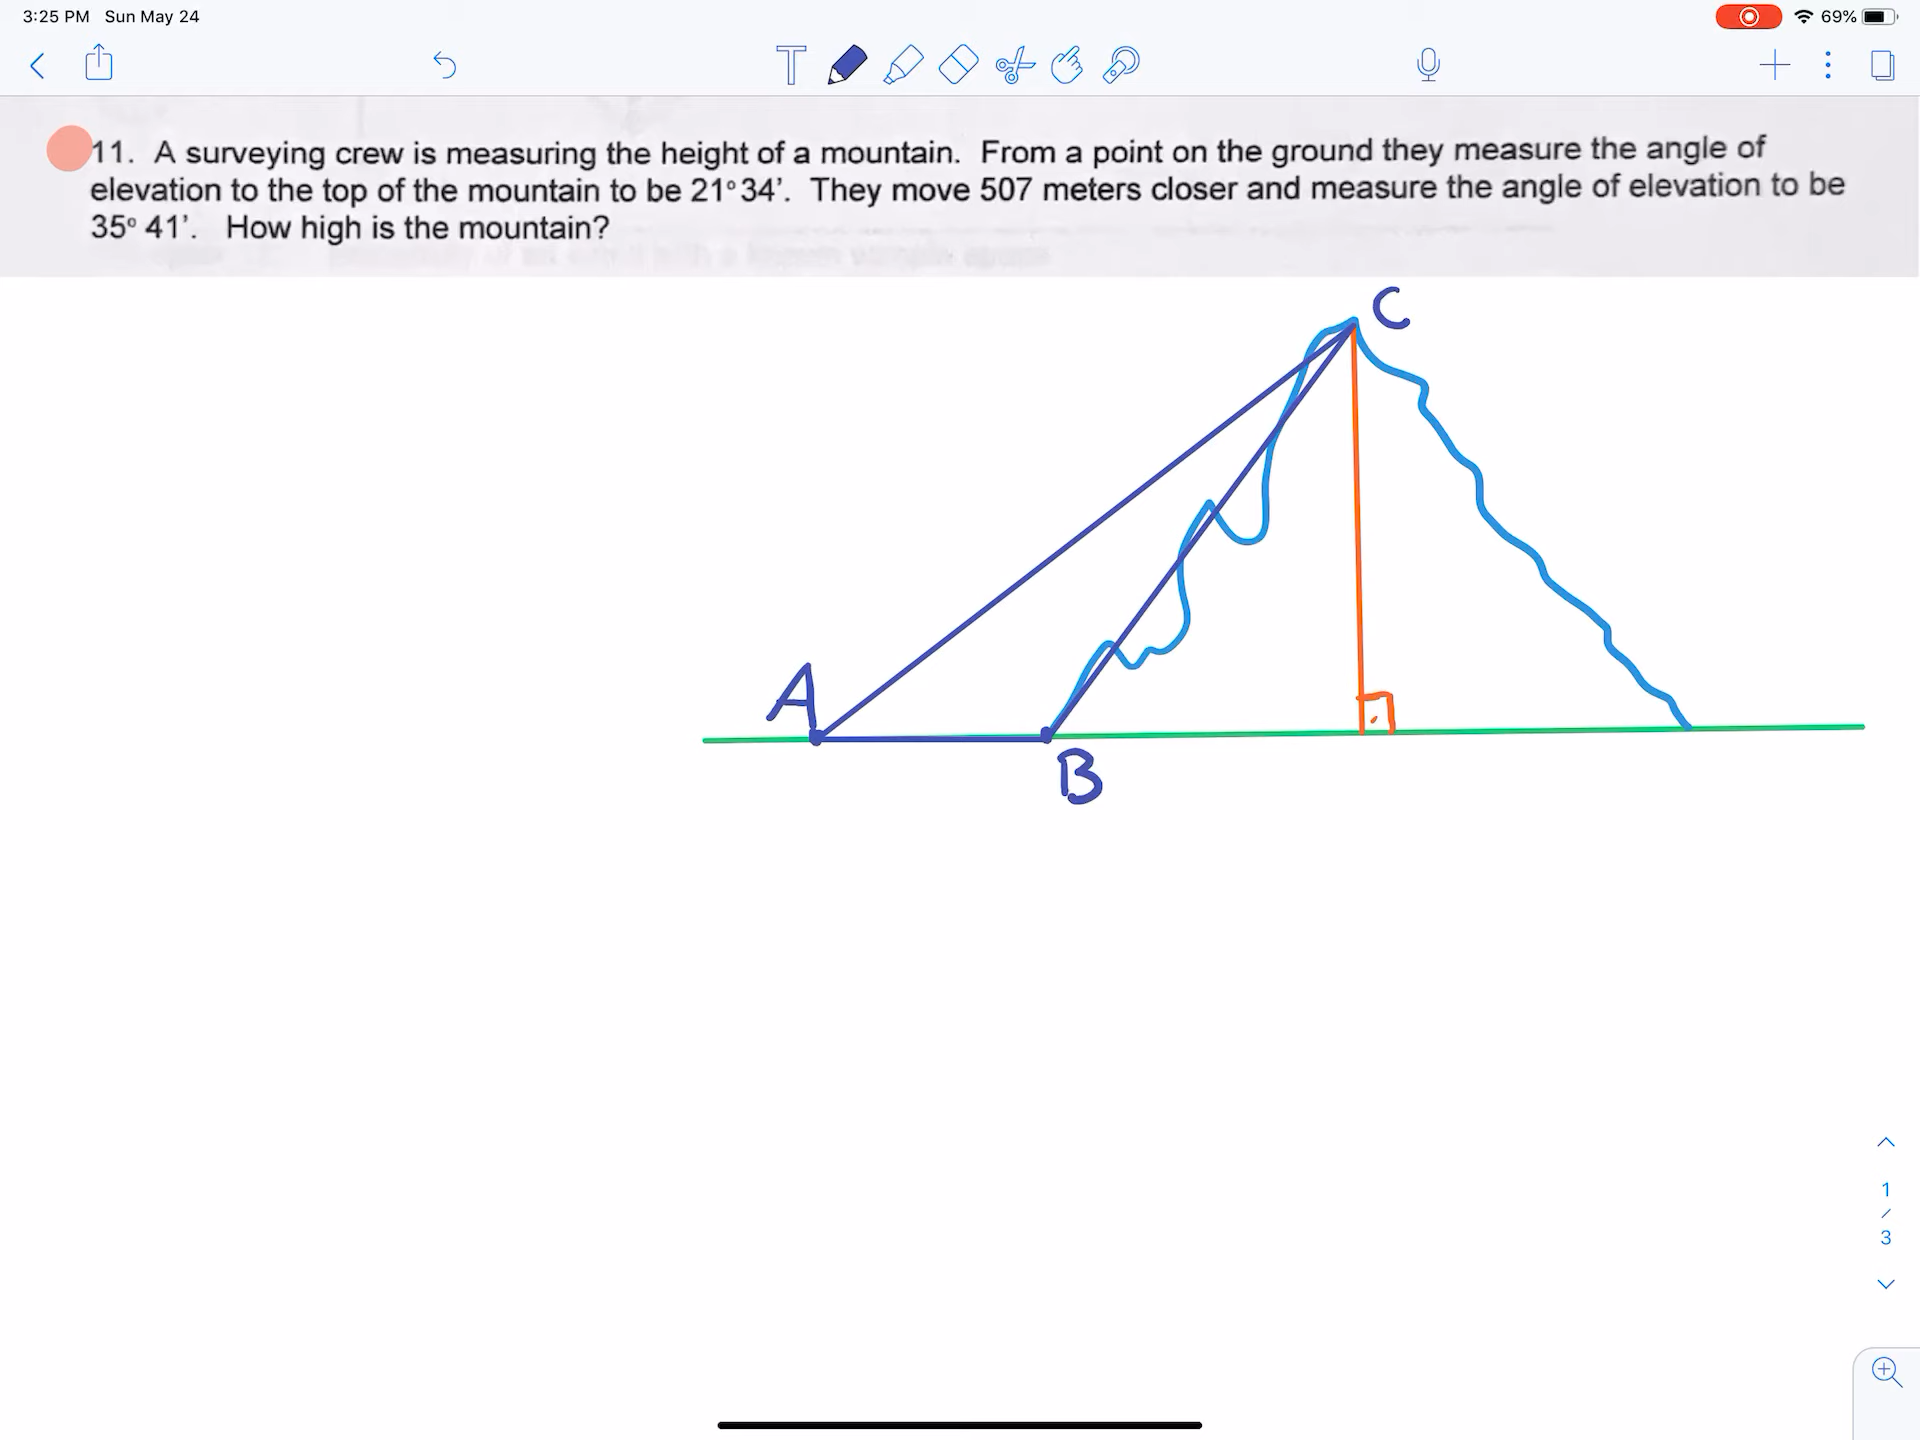 3:25 PM Sun May 24
69%
T
11. A surveying crew is measuring the height of a mountain. From a point on the ground they measure the angle of
elevation to the top of the mountain to be 21° 34’. They move 507 meters closer and measure the angle of elevation to be
35° 41’. How high is the mountain?
C
A
B
1
/
3